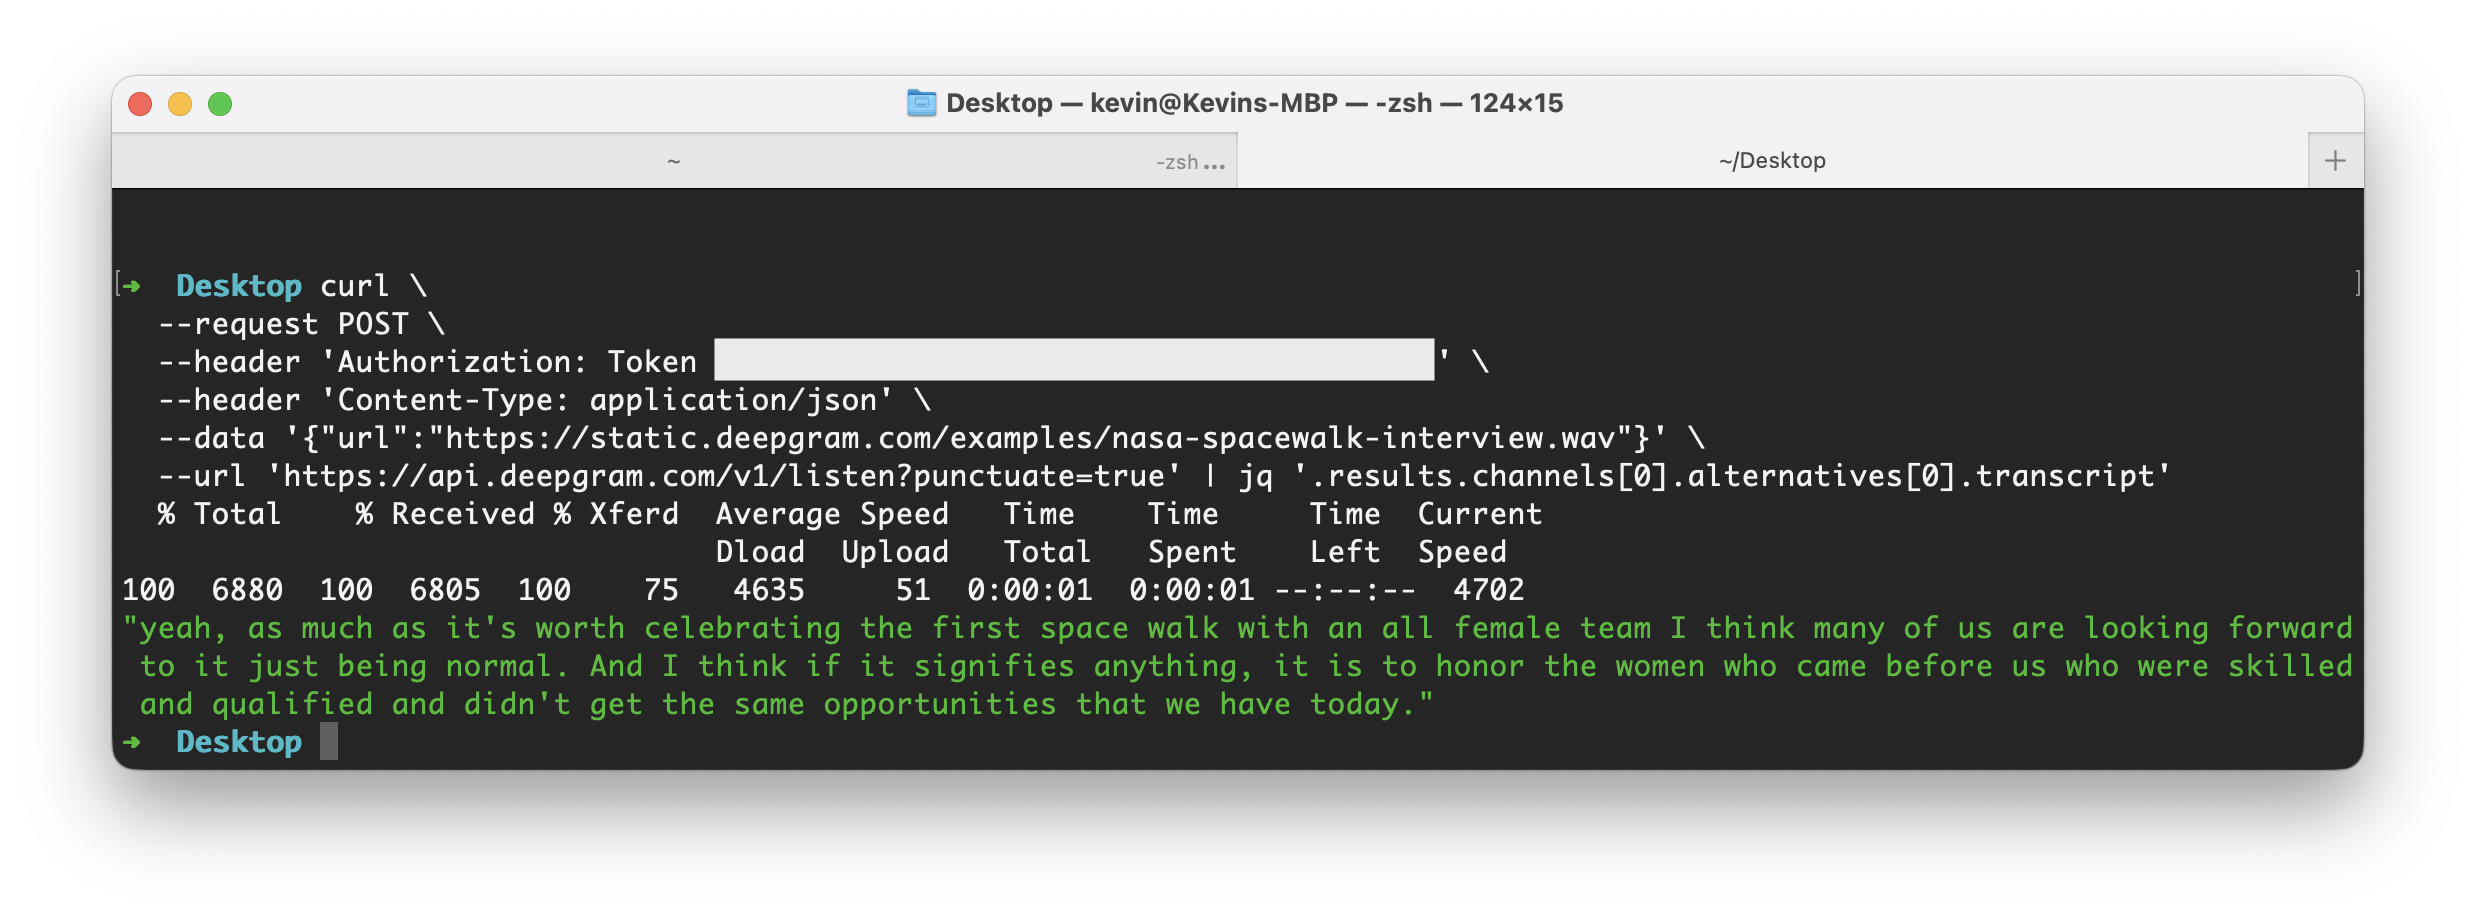 Desktop — kevin@Kevins-MBP — -zsh — 124×15
~ -zsh ... ~/Desktop +
[➜  Desktop curl \ ]
  --request POST \
  --header 'Authorization: Token ' \
  --header 'Content-Type: application/json' \
  --data '{"url":"https://static.deepgram.com/examples/nasa-spacewalk-interview.wav"}' \
  --url 'https://api.deepgram.com/v1/listen?punctuate=true' | jq '.results.channels[0].alternatives[0].transcript'
  % Total    % Received % Xferd  Average Speed   Time    Time     Time  Current
                                 Dload  Upload   Total   Spent    Left  Speed
100  6880  100  6805  100    75   4635     51  0:00:01  0:00:01 --:--:--  4702
"yeah, as much as it's worth celebrating the first space walk with an all female team I think many of us are looking forward
 to it just being normal. And I think if it signifies anything, it is to honor the women who came before us who were skilled
 and qualified and didn't get the same opportunities that we have today."
➜  Desktop